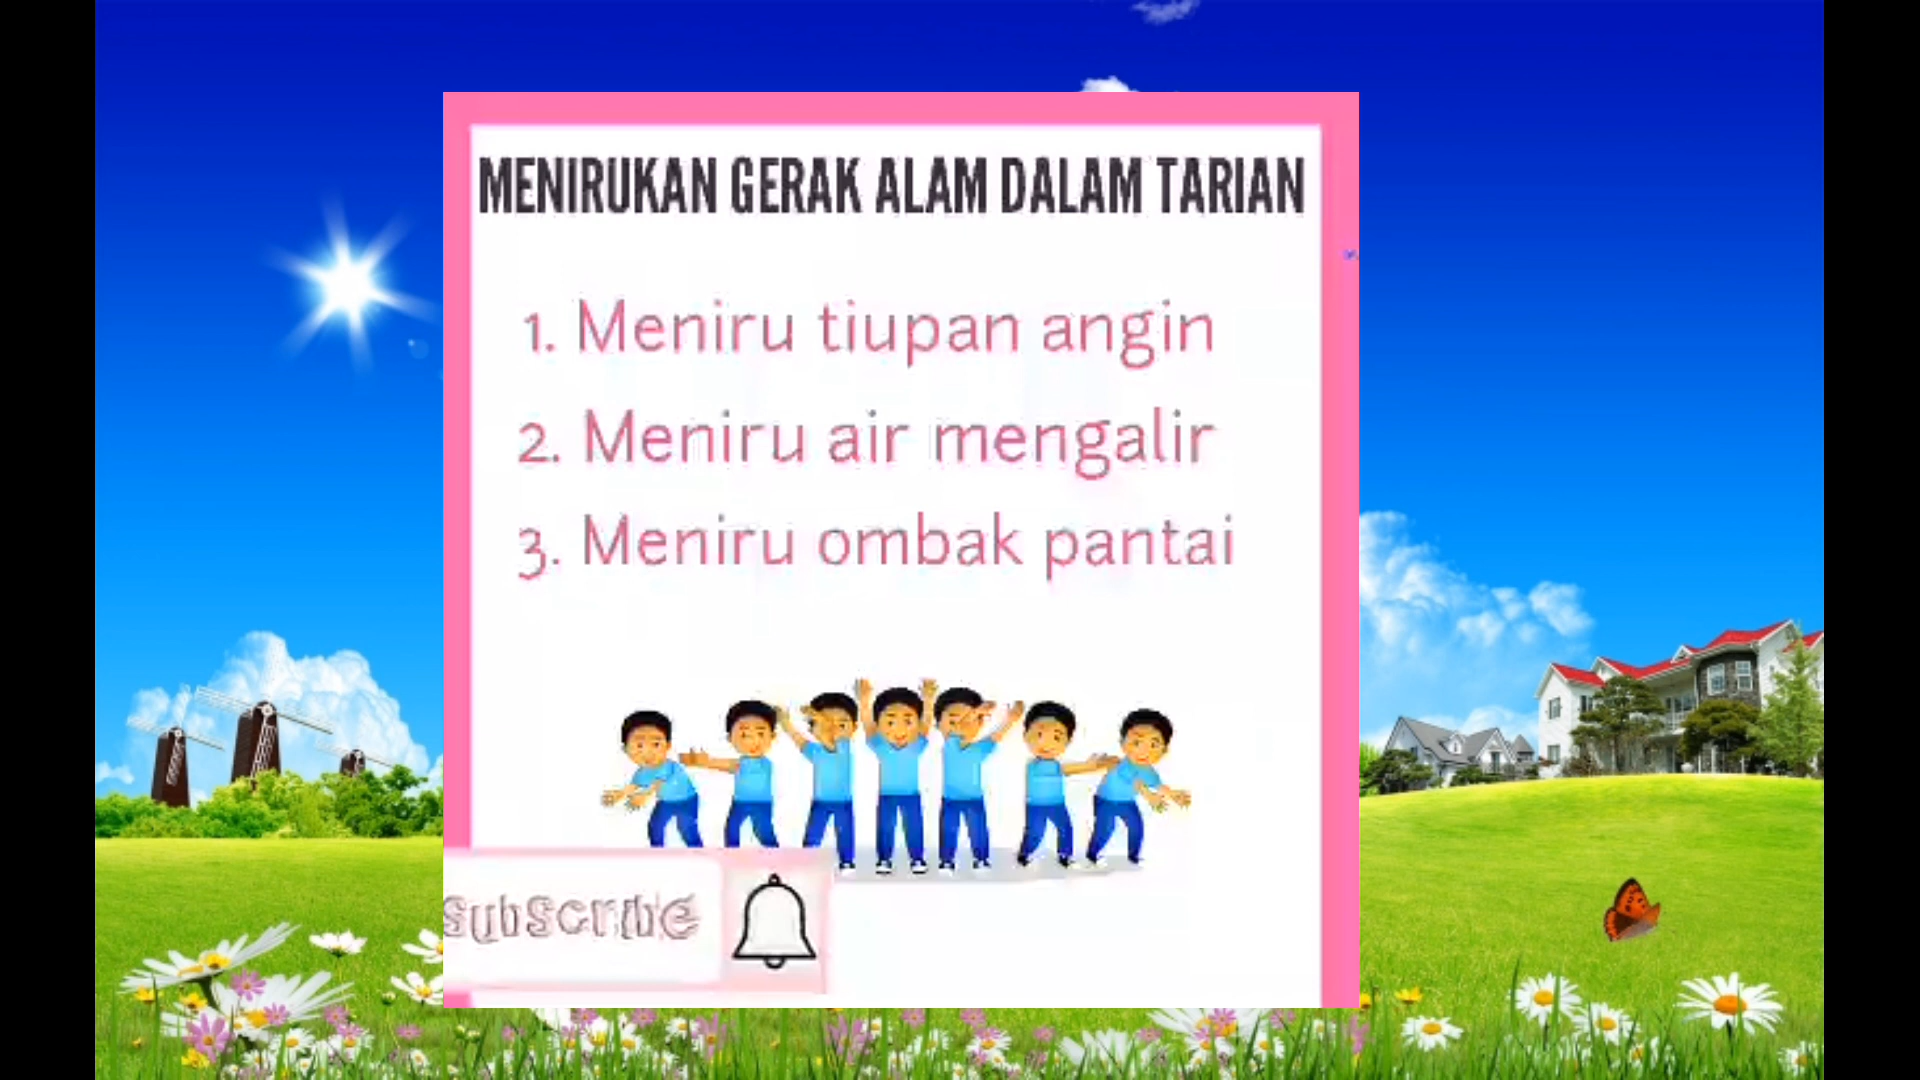 MENIRUKAN GERAK ALAM DALAM TARIAN
1. Meniru tiupan angin
2. Meniru air mengalir
3. Meniru ombak pantai
subscribe